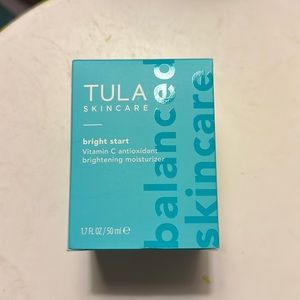 TULA
SKINCARE
bright start
Vitamin C antioxidant
brightening moisturizer
1.7 FL OZ / 50 ml ℮
balanced
skincare